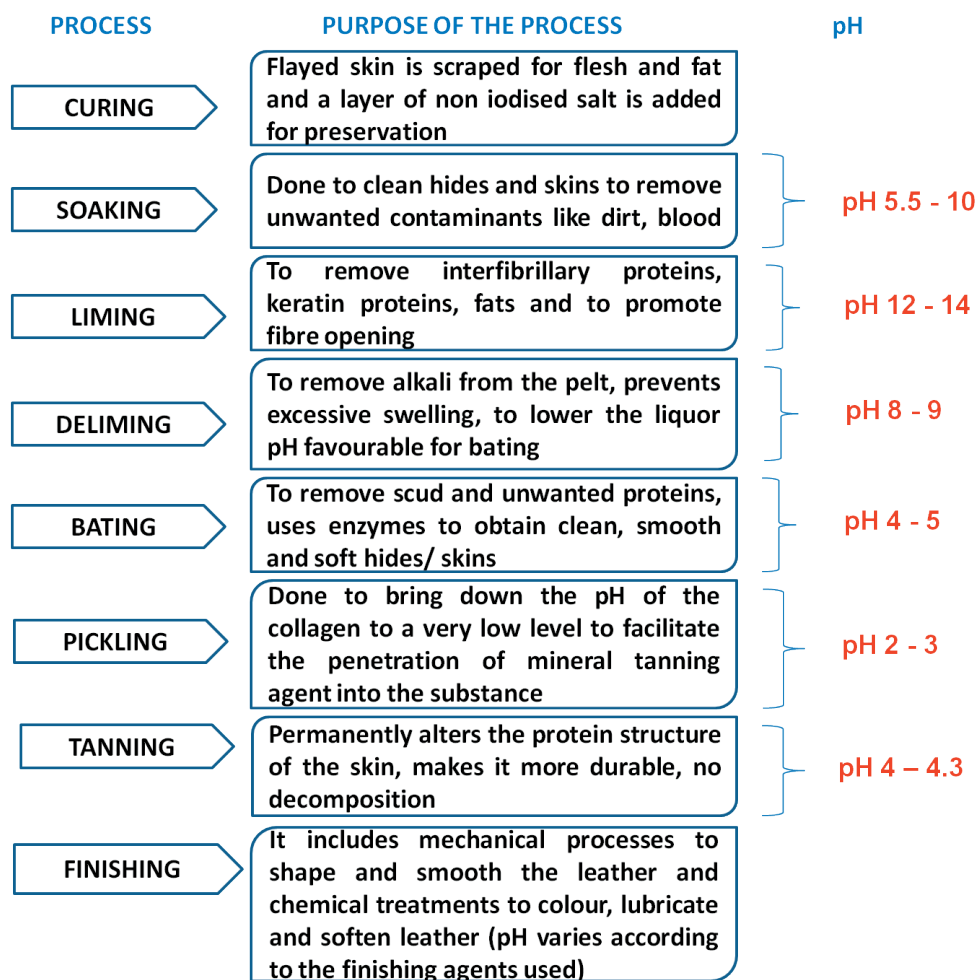 PROCESS
PURPOSE OF THE PROCESS
pH
CURING
Flayed skin is scraped for flesh and fat
and a layer of non iodised salt is added
for preservation
SOAKING
Done to clean hides and skins to remove
unwanted contaminants like dirt, blood
pH 5.5 - 10
LIMING
To remove interfibrillary proteins,
keratin proteins, fats and to promote
fibre opening
pH 12 - 14
DELIMING
To remove alkali from the pelt, prevents
excessive swelling, to lower the liquor
pH favourable for bating
pH 8 - 9
BATING
To remove scud and unwanted proteins,
uses enzymes to obtain clean, smooth
and soft hides/ skins
pH 4 - 5
PICKLING
Done to bring down the pH of the
collagen to a very low level to facilitate
the penetration of mineral tanning
agent into the substance
pH 2 - 3
TANNING
Permanently alters the protein structure
of the skin, makes it more durable, no
decomposition
pH 4 – 4.3
FINISHING
It includes mechanical processes to
shape and smooth the leather and
chemical treatments to colour, lubricate
and soften leather (pH varies according
to the finishing agents used)